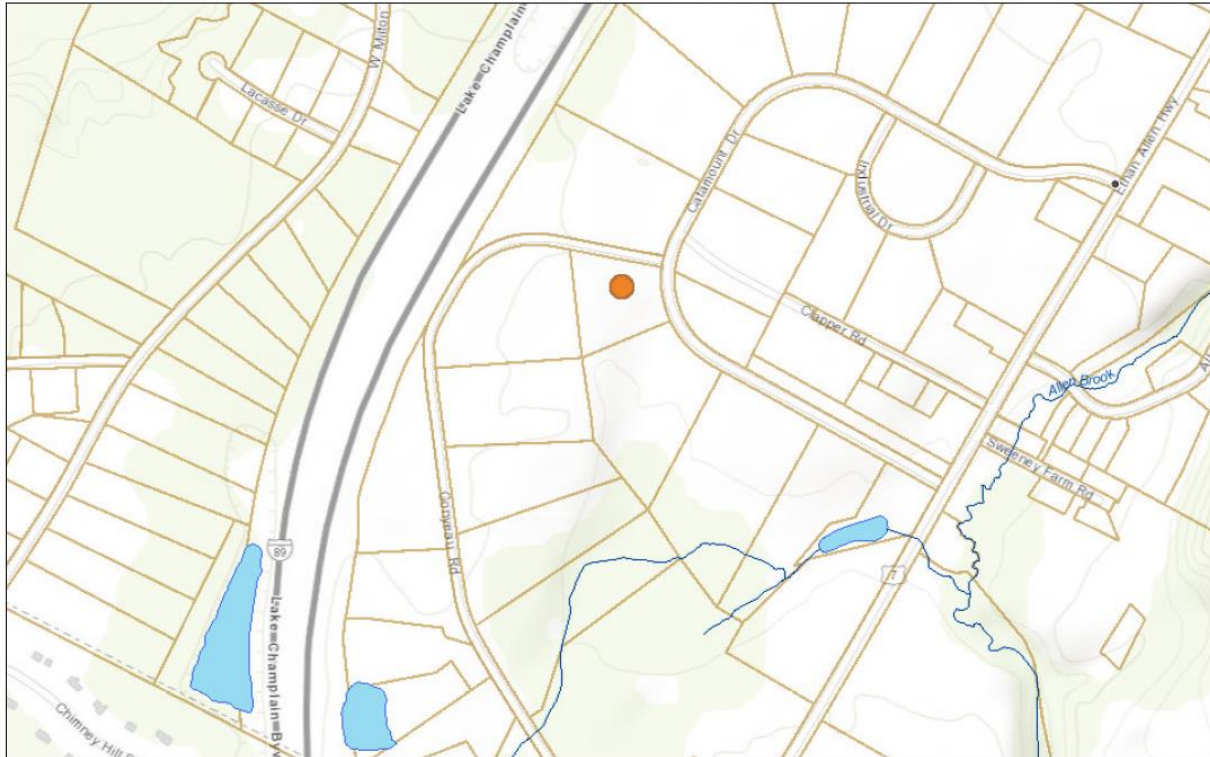 W Milton
Lake Champlain
Lacasse Dr
Catamount Dr
Industrial Dr
Ethan Allen Hwy
Clapper Rd
Allen Brook
Sweeney Farm Rd
Gonyeau Rd
89
7
Lake Champlain Byw
Chimney Hill